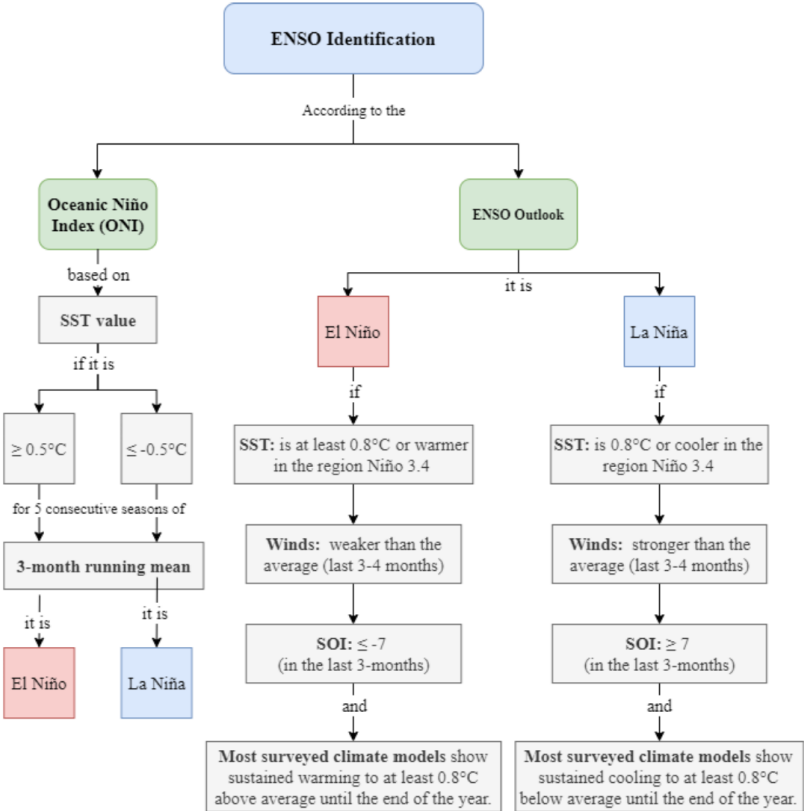 ENSO Identification
According to the
Oceanic Niño
Index (ONI)
based on
SST value
if it is
≥ 0.5°C
≤ -0.5°C
for 5 consecutive seasons of
3-month running mean
it is
it is
El Niño
La Niña
ENSO Outlook
it is
El Niño
if
SST: is at least 0.8°C or warmer
in the region Niño 3.4
Winds: weaker than the
average (last 3-4 months)
SOI: ≤ -7
(in the last 3-months)
and
Most surveyed climate models show
sustained warming to at least 0.8°C
above average until the end of the year.
La Niña
if
SST: is 0.8°C or cooler in the
region Niño 3.4
Winds: stronger than the
average (last 3-4 months)
SOI: ≥ 7
(in the last 3-months)
and
Most surveyed climate models show
sustained cooling to at least 0.8°C
below average until the end of the year.